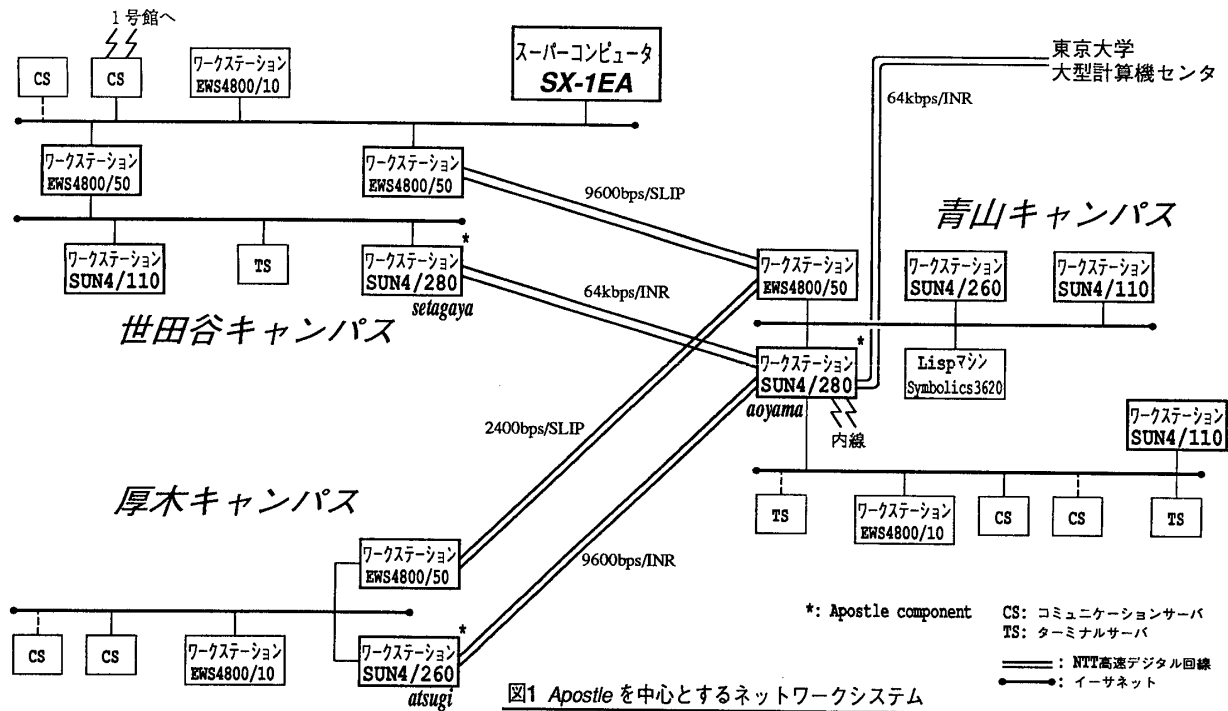 1号館へ
CS
CS
ワークステーション
EWS4800/10
スーパーコンピュータ
SX-1EA
東京大学
大型計算機センタ
64kbps/INR
ワークステーション
EWS4800/50
ワークステーション
EWS4800/50
9600bps/SLIP
青山キャンパス
ワークステーション
SUN4/110
TS
ワークステーション
SUN4/280
*
setagaya
64kbps/INR
世田谷キャンパス
ワークステーション
EWS4800/50
ワークステーション
SUN4/260
ワークステーション
SUN4/110
ワークステーション
SUN4/280
*
aoyama
内線
Lispマシン
Symbolics3620
ワークステーション
SUN4/110
2400bps/SLIP
厚木キャンパス
TS
ワークステーション
EWS4800/10
CS
CS
TS
ワークステーション
EWS4800/50
9600bps/INR
CS
CS
ワークステーション
EWS4800/10
ワークステーション
SUN4/260
*
atsugi
*: Apostle component
CS: コミュニケーションサーバ
TS: ターミナルサーバ
: NTT高速デジタル回線
: イーサネット
図1 Apostle を中心とするネットワークシステム